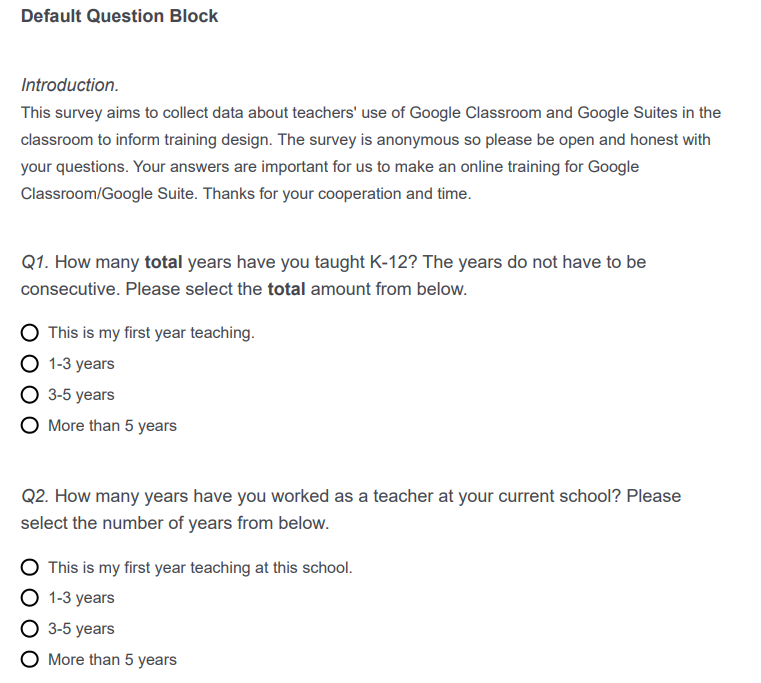 Default Question Block
Introduction.
This survey aims to collect data about teachers' use of Google Classroom and Google Suites in the
classroom to inform training design. The survey is anonymous so please be open and honest with
your questions. Your answers are important for us to make an online training for Google
Classroom/Google Suite. Thanks for your cooperation and time.
Q1. How many total years have you taught K-12? The years do not have to be
consecutive. Please select the total amount from below.
This is my first year teaching.
1-3 years
3-5 years
More than 5 years
Q2. How many years have you worked as a teacher at your current school? Please
select the number of years from below.
This is my first year teaching at this school.
1-3 years
3-5 years
More than 5 years